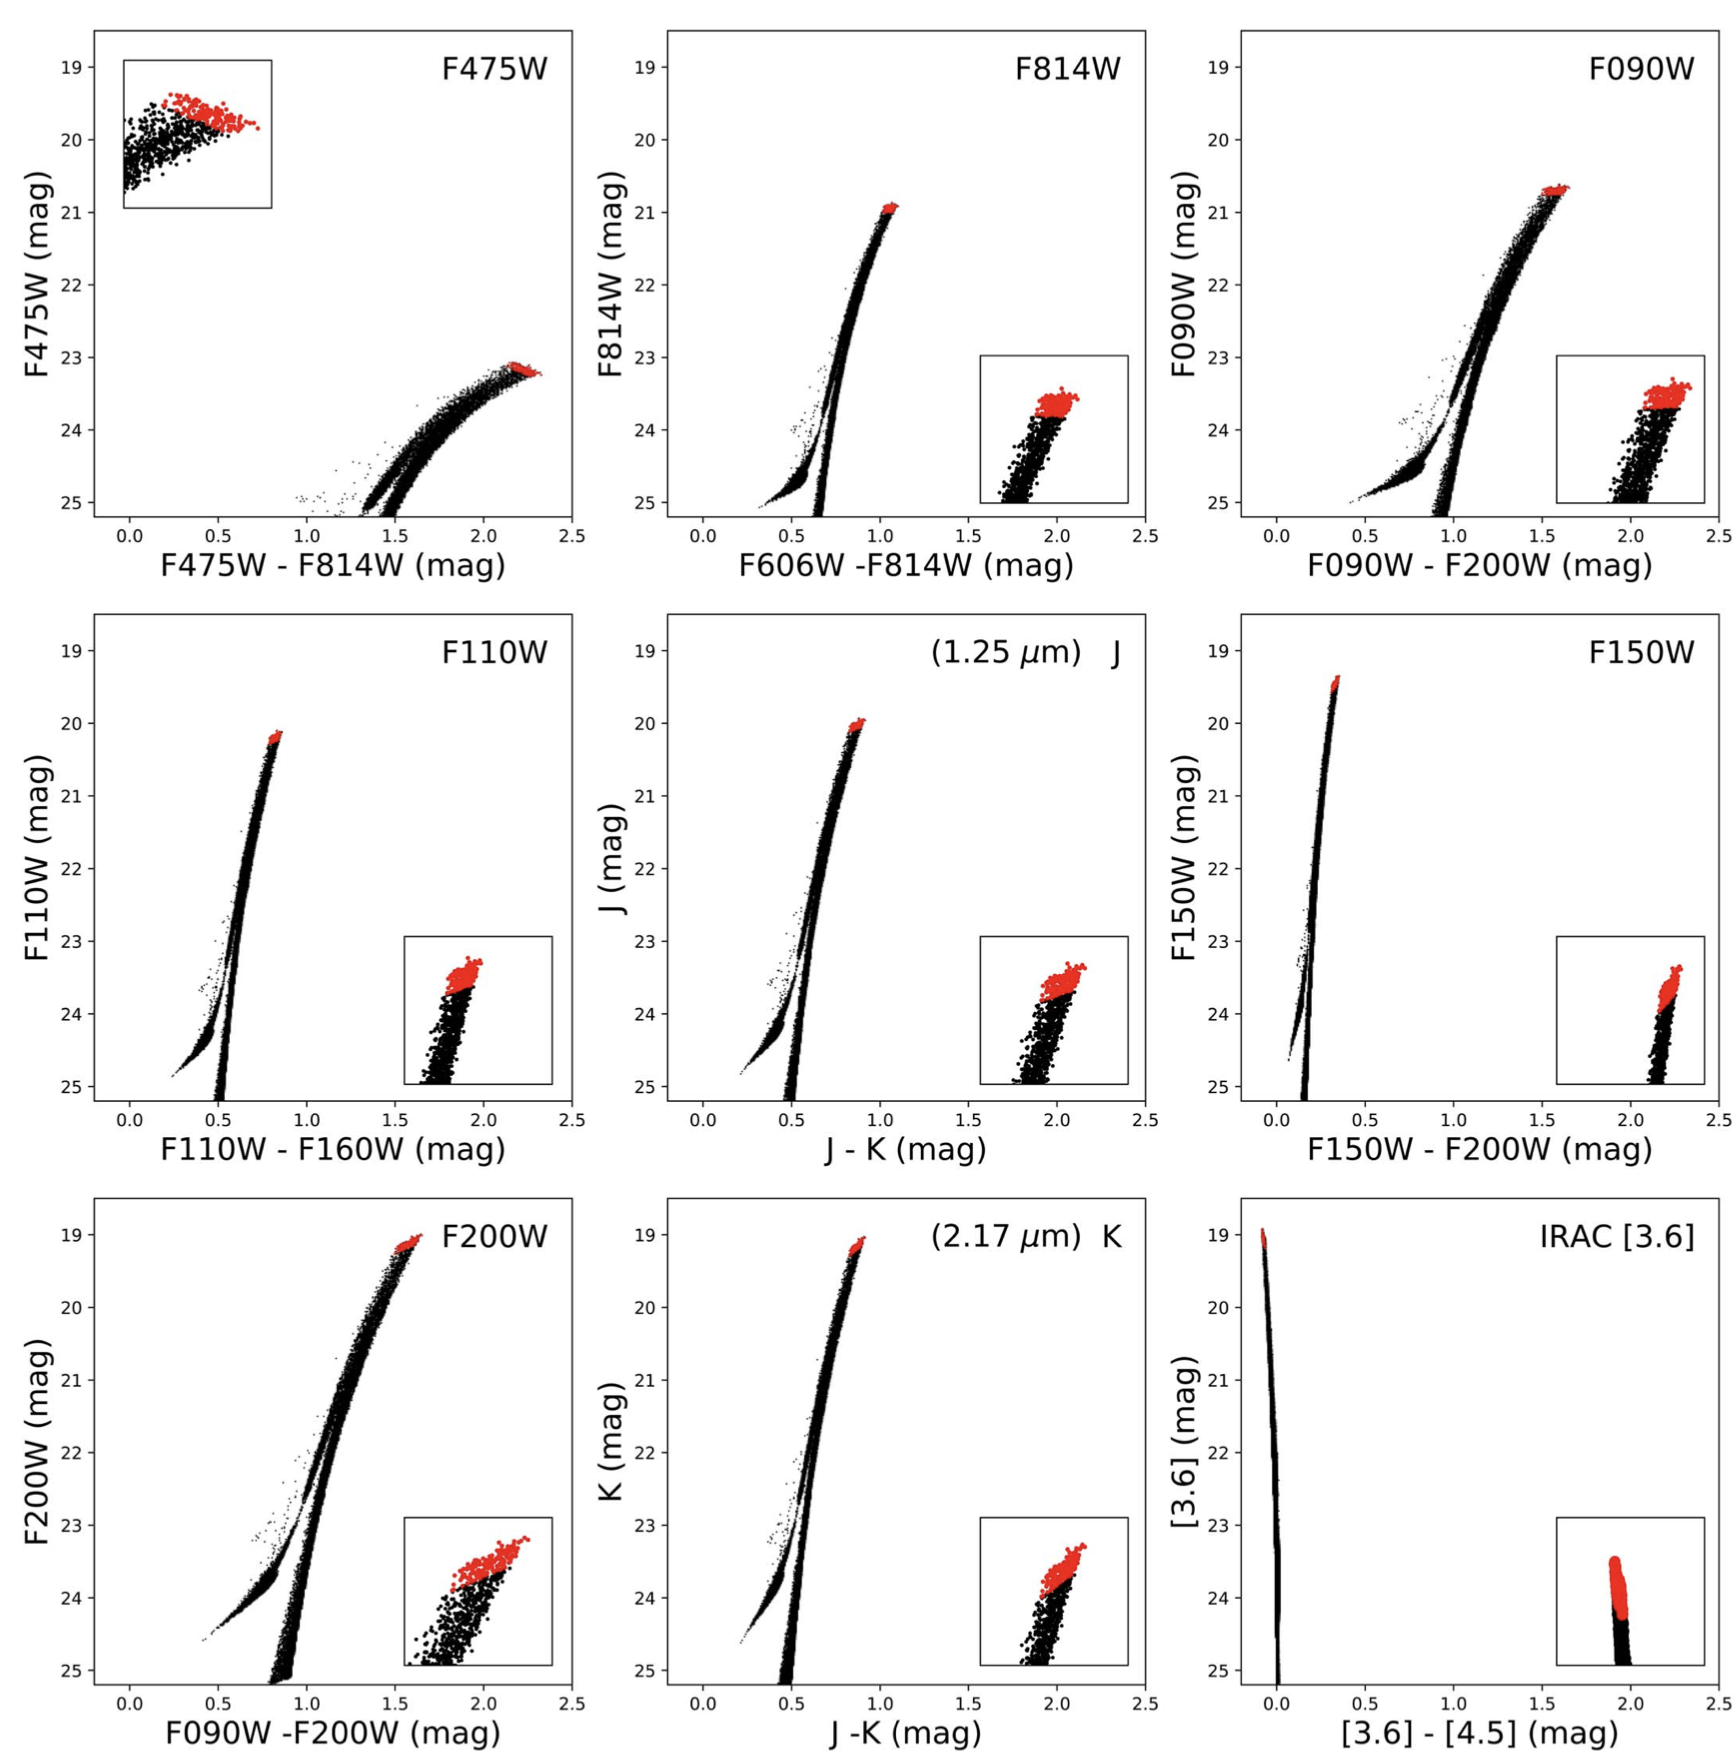 F475W
19
20
21
22
23
24
25
F475W (mag)
0.0 0.5 1.0 1.5 2.0 2.5
F475W - F814W (mag)
F814W
19
20
21
22
23
24
25
F814W (mag)
0.0 0.5 1.0 1.5 2.0 2.5
F606W -F814W (mag)
F090W
19
20
21
22
23
24
25
F090W (mag)
0.0 0.5 1.0 1.5 2.0 2.5
F090W - F200W (mag)
F110W
19
20
21
22
23
24
25
F110W (mag)
0.0 0.5 1.0 1.5 2.0 2.5
F110W - F160W (mag)
(1.25 μm) J
19
20
21
22
23
24
25
J (mag)
0.0 0.5 1.0 1.5 2.0 2.5
J - K (mag)
F150W
19
20
21
22
23
24
25
F150W (mag)
0.0 0.5 1.0 1.5 2.0 2.5
F150W - F200W (mag)
F200W
19
20
21
22
23
24
25
F200W (mag)
0.0 0.5 1.0 1.5 2.0 2.5
F090W -F200W (mag)
(2.17 μm) K
19
20
21
22
23
24
25
K (mag)
0.0 0.5 1.0 1.5 2.0 2.5
J -K (mag)
IRAC [3.6]
19
20
21
22
23
24
25
[3.6] (mag)
0.0 0.5 1.0 1.5 2.0 2.5
[3.6] - [4.5] (mag)